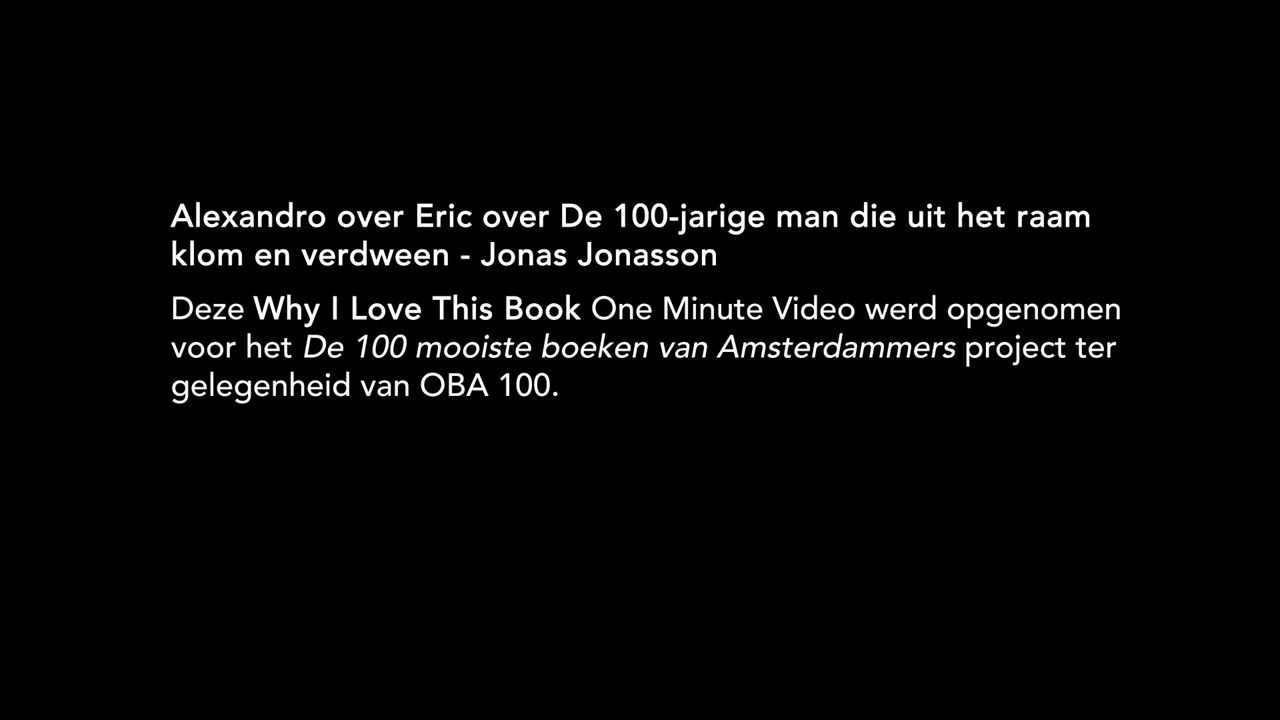 Alexandro over Eric over De 100-jarige man die uit het raam
klom en verdween - Jonas Jonasson
Deze Why I Love This Book One Minute Video werd opgenomen
voor het De 100 mooiste boeken van Amsterdammers project ter
gelegenheid van OBA 100.